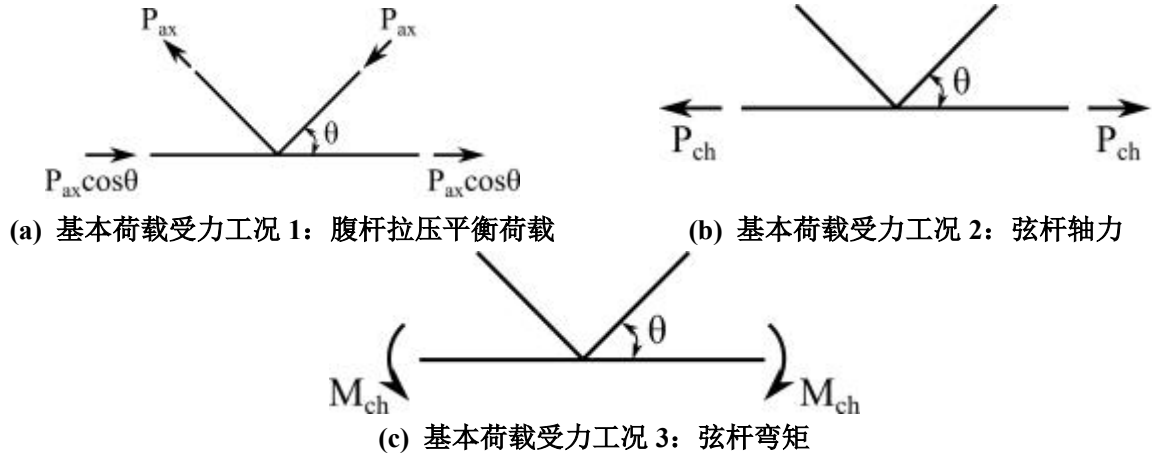 P_ax P_ax
θ
P_axcosθ P_axcosθ
(a) 基本荷载受力工况 1：腹杆拉压平衡荷载
θ
P_ch P_ch
(b) 基本荷载受力工况 2：弦杆轴力
θ
M_ch M_ch
(c) 基本荷载受力工况 3：弦杆弯矩